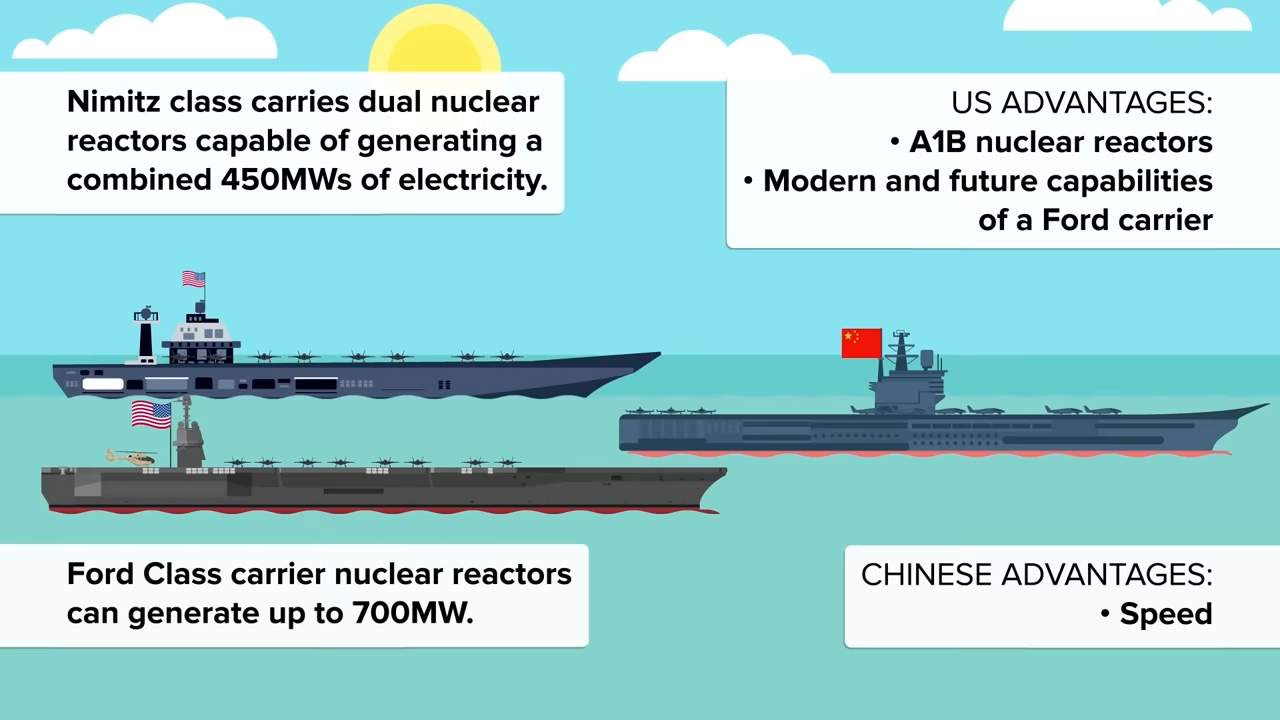 Nimitz class carries dual nuclear
reactors capable of generating a
combined 450MWs of electricity.
US ADVANTAGES:
• A1B nuclear reactors
• Modern and future capabilities
of a Ford carrier
Ford Class carrier nuclear reactors
can generate up to 700MW.
CHINESE ADVANTAGES:
• Speed